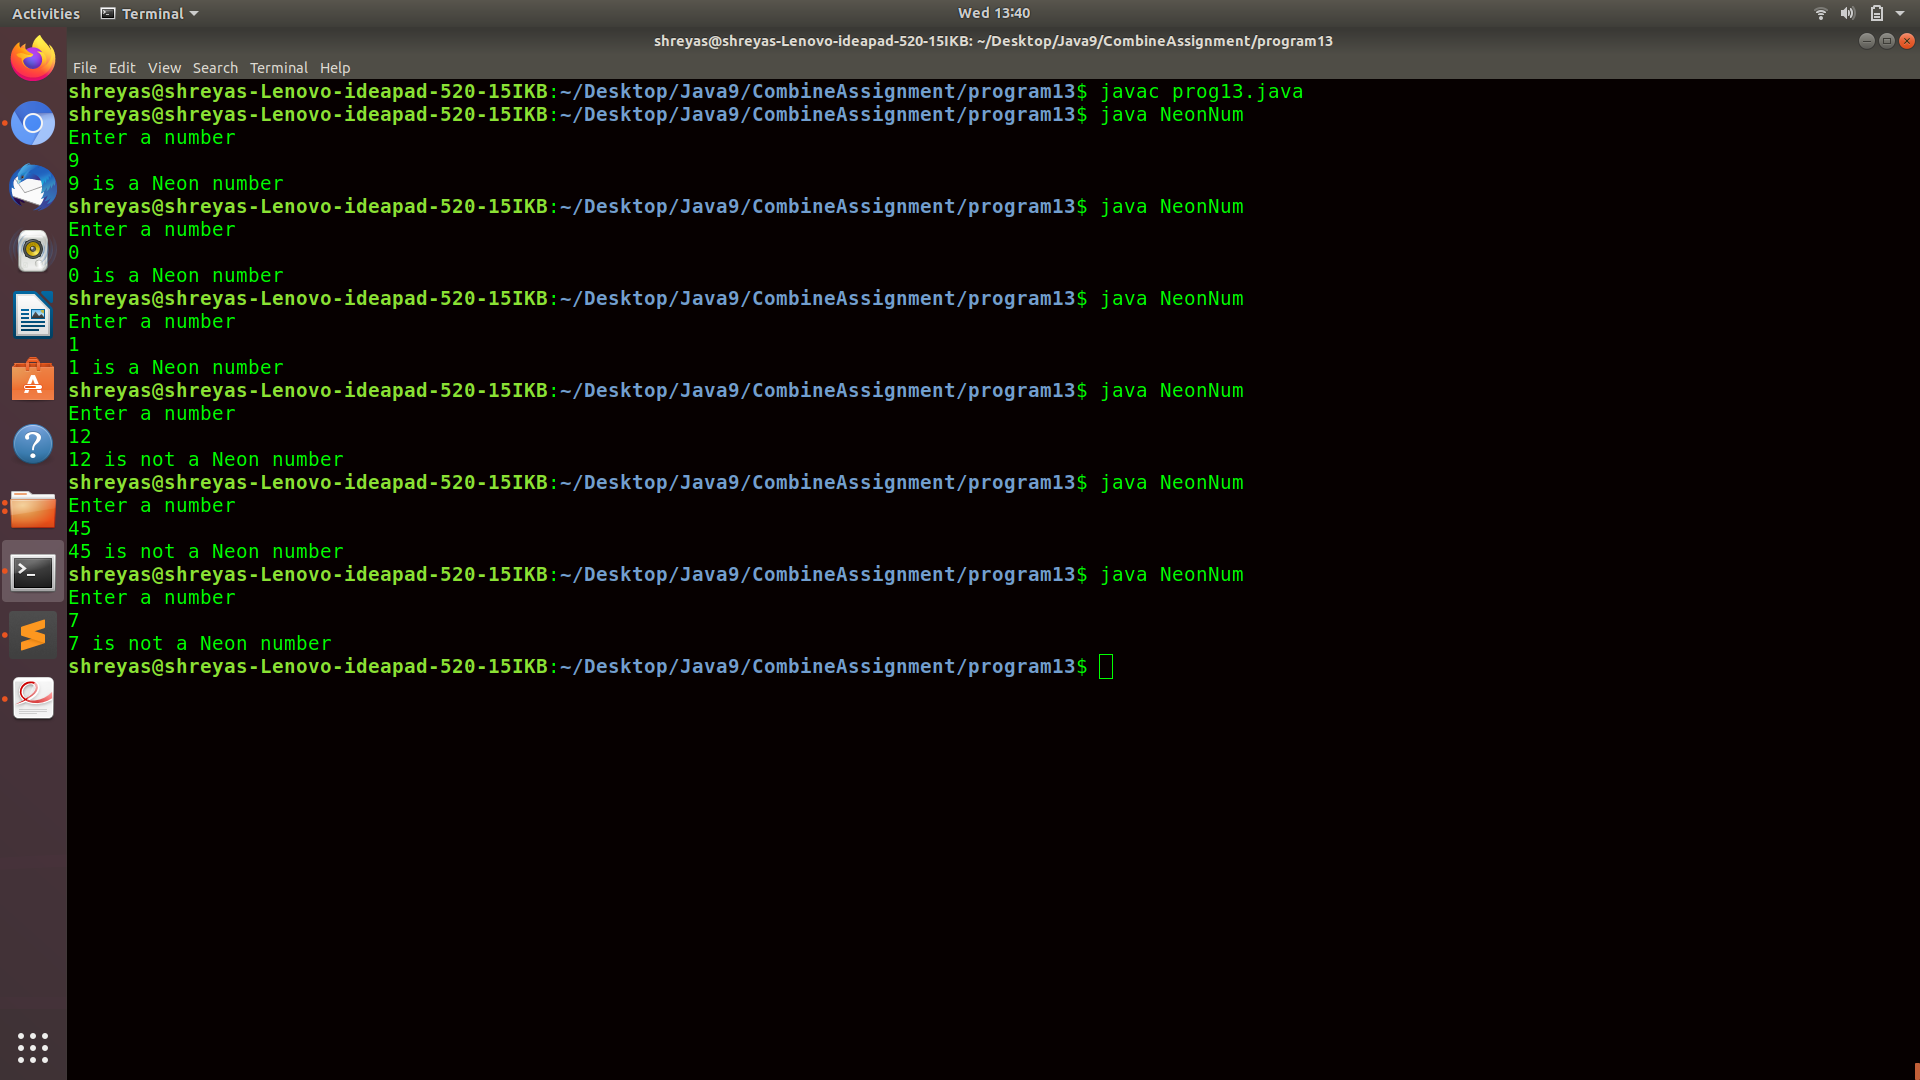 Activities Terminal Wed 13:40
shreyas@shreyas-Lenovo-ideapad-520-15IKB: ~/Desktop/Java9/CombineAssignment/program13
File Edit View Search Terminal Help
shreyas@shreyas-Lenovo-ideapad-520-15IKB:~/Desktop/Java9/CombineAssignment/program13$ javac prog13.java
shreyas@shreyas-Lenovo-ideapad-520-15IKB:~/Desktop/Java9/CombineAssignment/program13$ java NeonNum
Enter a number
9
9 is a Neon number
shreyas@shreyas-Lenovo-ideapad-520-15IKB:~/Desktop/Java9/CombineAssignment/program13$ java NeonNum
Enter a number
0
0 is a Neon number
shreyas@shreyas-Lenovo-ideapad-520-15IKB:~/Desktop/Java9/CombineAssignment/program13$ java NeonNum
Enter a number
1
1 is a Neon number
shreyas@shreyas-Lenovo-ideapad-520-15IKB:~/Desktop/Java9/CombineAssignment/program13$ java NeonNum
Enter a number
12
12 is not a Neon number
shreyas@shreyas-Lenovo-ideapad-520-15IKB:~/Desktop/Java9/CombineAssignment/program13$ java NeonNum
Enter a number
45
45 is not a Neon number
shreyas@shreyas-Lenovo-ideapad-520-15IKB:~/Desktop/Java9/CombineAssignment/program13$ java NeonNum
Enter a number
7
7 is not a Neon number
shreyas@shreyas-Lenovo-ideapad-520-15IKB:~/Desktop/Java9/CombineAssignment/program13$